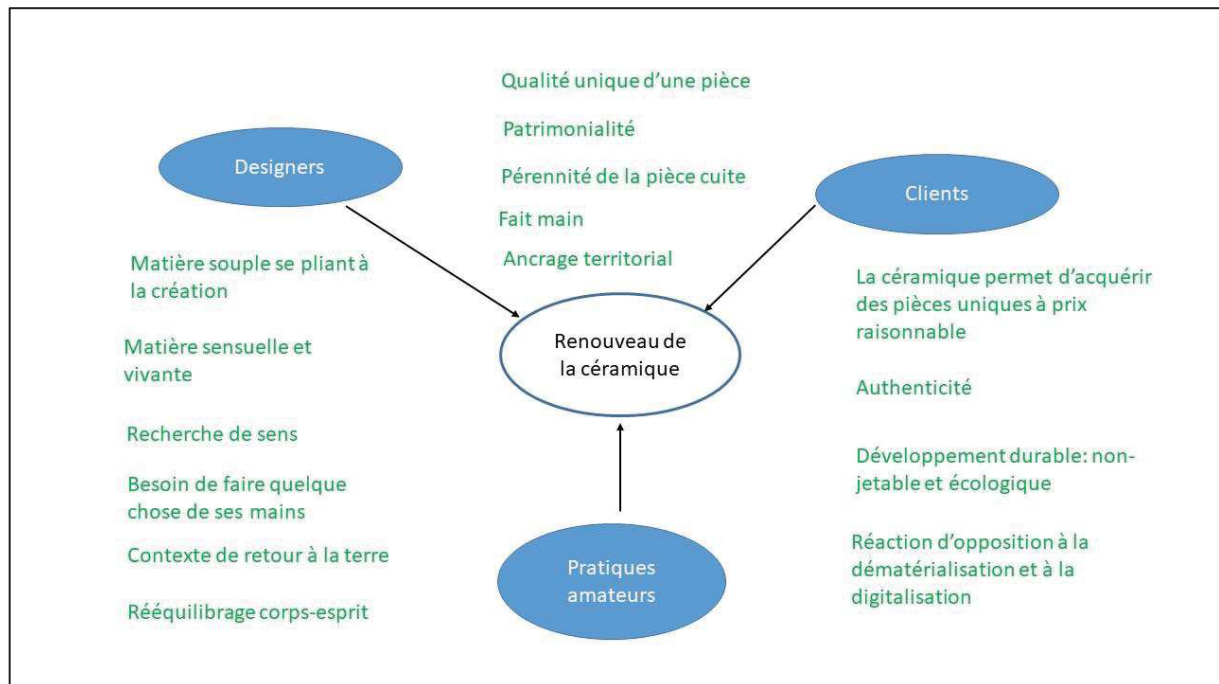 Qualité unique d’une pièce
Patrimonialité
Pérennité de la pièce cuite
Fait main
Ancrage territorial
Designers
Clients
Matière souple se pliant à
la création
Matière sensuelle et
vivante
Recherche de sens
Besoin de faire quelque
chose de ses mains
Contexte de retour à la terre
Rééquilibrage corps-esprit
Renouveau de
la céramique
Pratiques
amateurs
La céramique permet d’acquérir
des pièces uniques à prix
raisonnable
Authenticité
Développement durable: non-
jetable et écologique
Réaction d’opposition à la
dématérialisation et à la
digitalisation